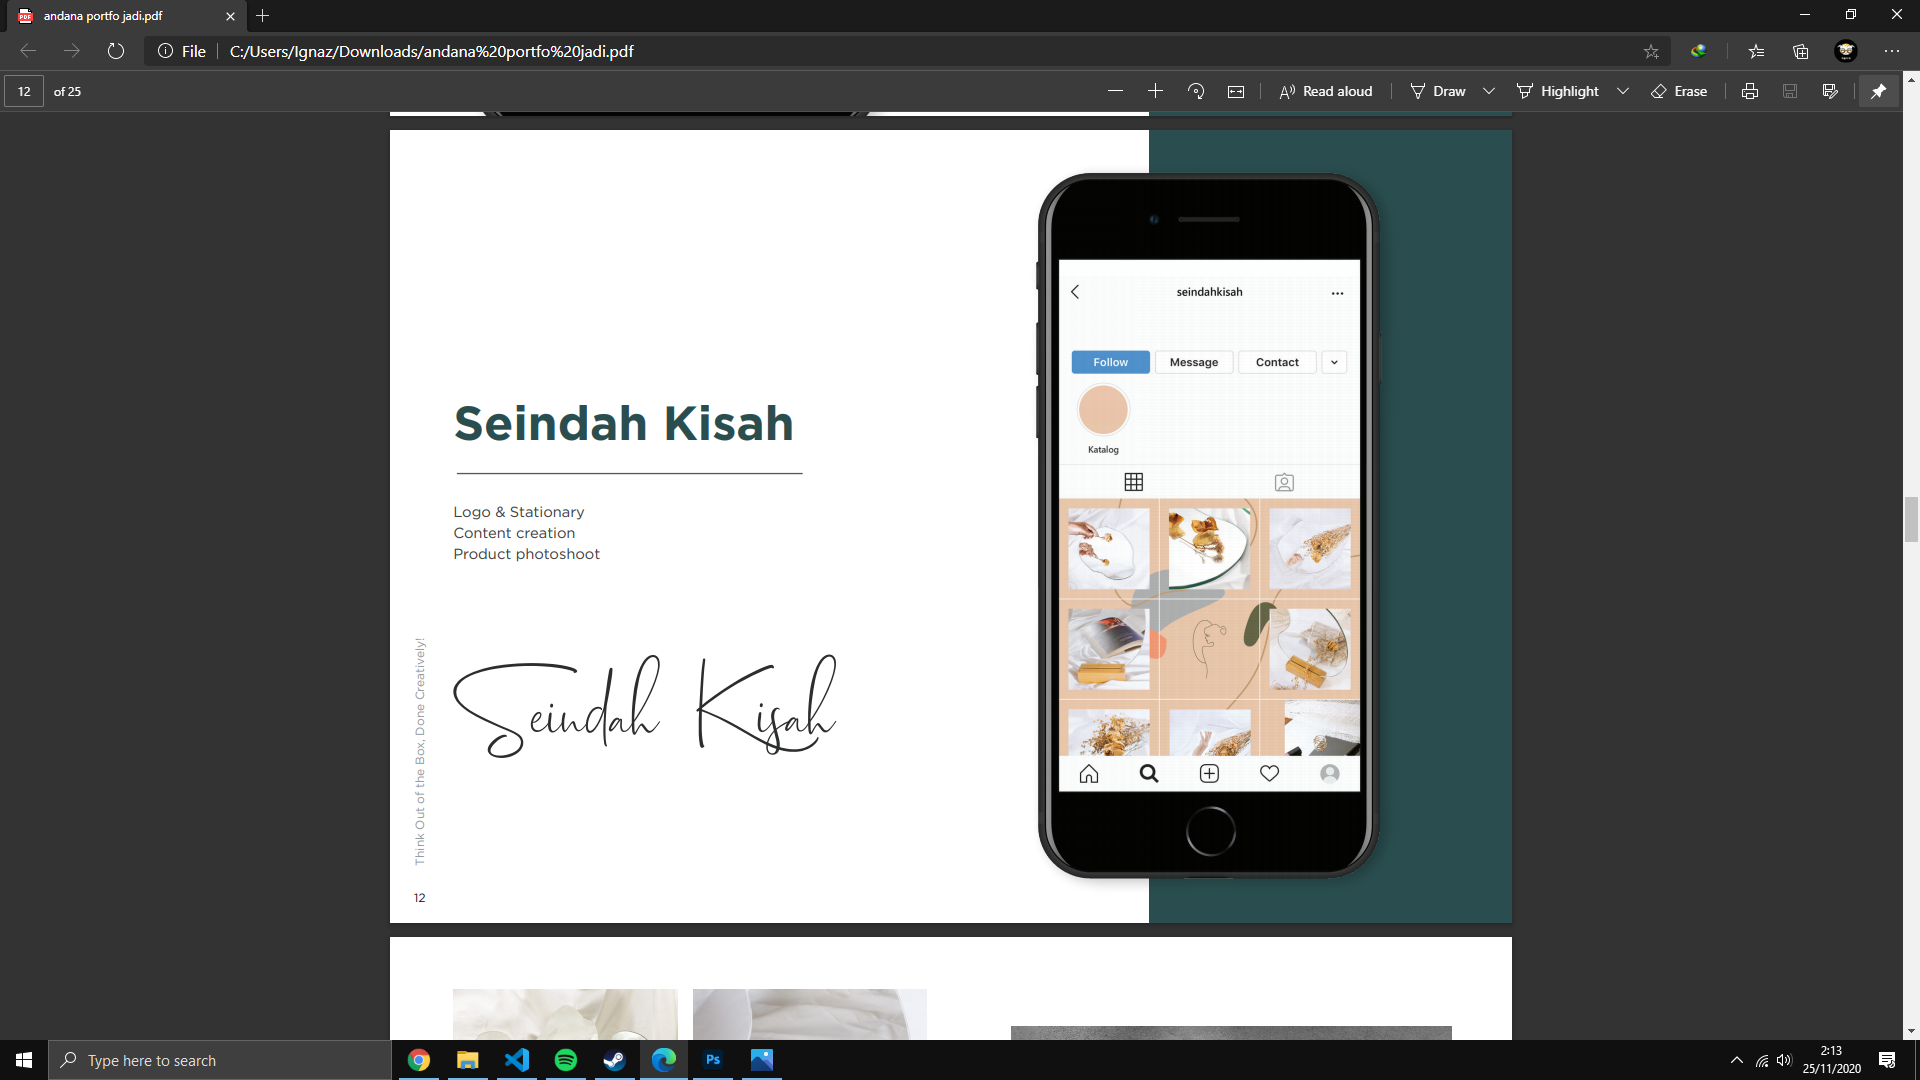 andana portfo jadi.pdf
File
C:/Users/Ignaz/Downloads/andana%20portfo%20jadi.pdf
12 of 25
Read aloud
Draw
Highlight
Erase
seindahkisah
Follow
Message
Contact
Katalog
Seindah Kisah
Logo & Stationary
Content creation
Product photoshoot
Seindah Kisah
Think Out of the Box, Done Creatively!
12
Type here to search
Ps
2:13
25/11/2020